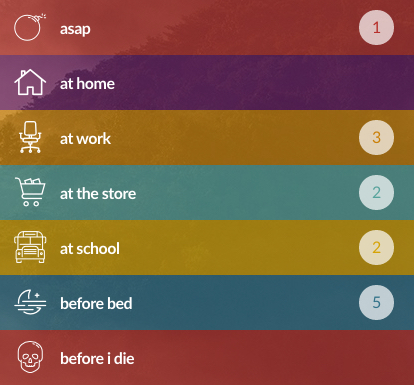 asap 1
at home
at work 3
at the store 2
at school 2
before bed 5
before i die